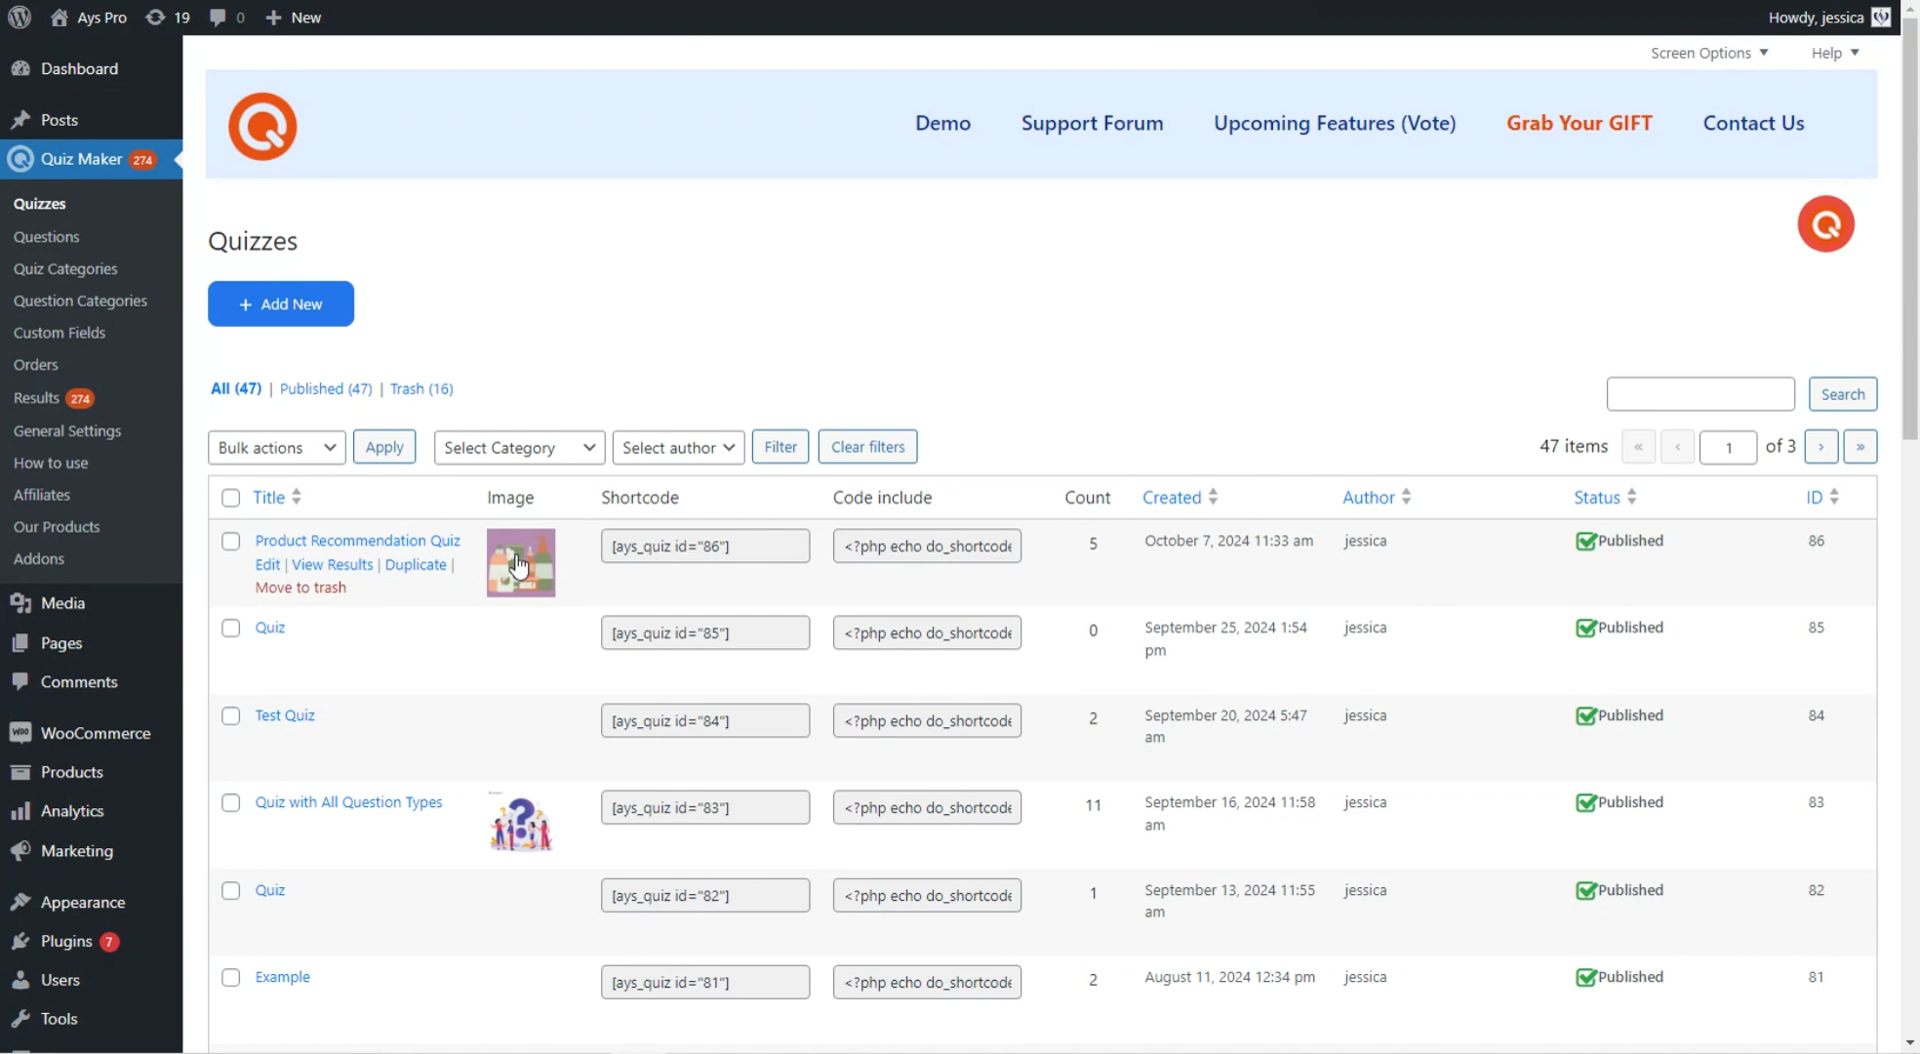 Ays Pro 19 0 + New Howdy, jessica
Screen Options Help
Dashboard
Posts
Quiz Maker 274
Quizzes
Questions
Quiz Categories
Question Categories
Custom Fields
Orders
Results 274
General Settings
How to use
Affiliates
Our Products
Addons
Media
Pages
Comments
WooCommerce
Products
Analytics
Marketing
Appearance
Plugins 7
Users
Tools
Demo Support Forum Upcoming Features (Vote) Grab Your GIFT Contact Us
Quizzes
+ Add New
All (47) | Published (47) | Trash (16)
Search
Bulk actions Apply Select Category Select author Filter Clear filters 47 items « ‹ 1 of 3 › »
Title Image Shortcode Code include Count Created Author Status ID
Product Recommendation Quiz [ays_quiz id="86"] <?php echo do_shortcode 5 October 7, 2024 11:33 am jessica Published 86
Edit | View Results | Duplicate |
Move to trash
Quiz [ays_quiz id="85"] <?php echo do_shortcode 0 September 25, 2024 1:54 jessica Published 85
pm
Test Quiz [ays_quiz id="84"] <?php echo do_shortcode 2 September 20, 2024 5:47 jessica Published 84
am
Quiz with All Question Types [ays_quiz id="83"] <?php echo do_shortcode 11 September 16, 2024 11:58 jessica Published 83
am
Quiz [ays_quiz id="82"] <?php echo do_shortcode 1 September 13, 2024 11:55 jessica Published 82
am
Example [ays_quiz id="81"] <?php echo do_shortcode 2 August 11, 2024 12:34 pm jessica Published 81